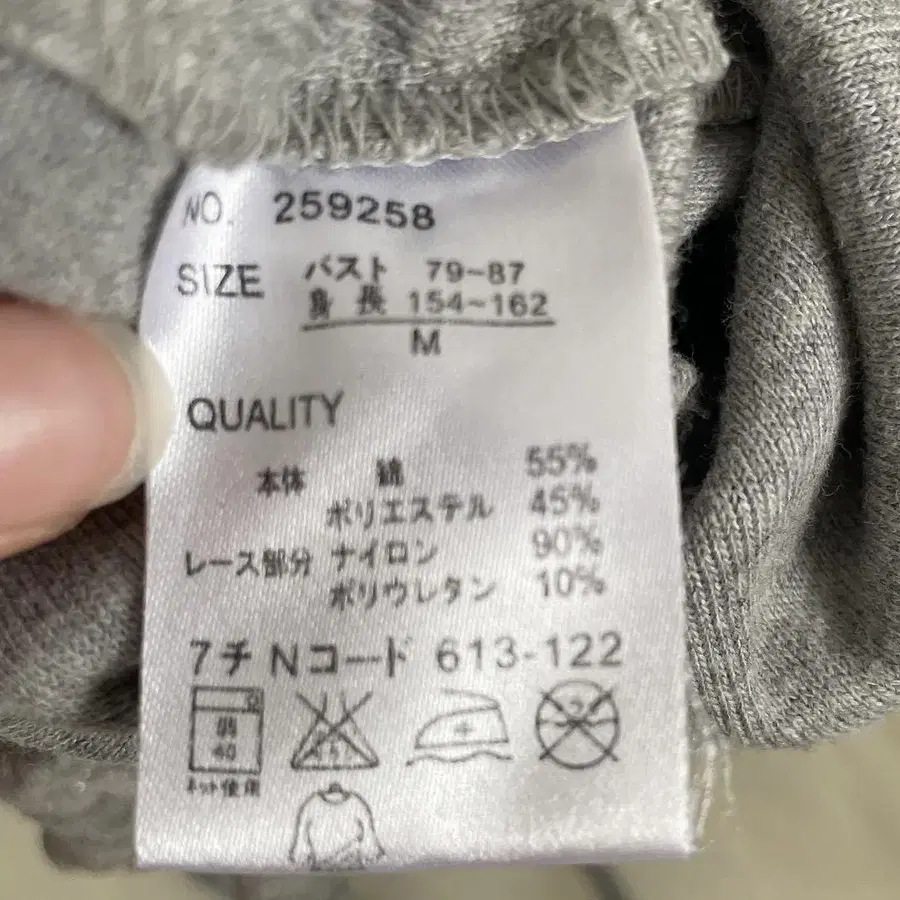 NO. 259258
SIZE バスト 79-87
身長 154~162
M
QUALITY
本体 綿 55%
ポリエステル 45%
レース部分 ナイロン 90%
ポリウレタン 10%
7チ Nコード 613-122
弱
40
ネット使用